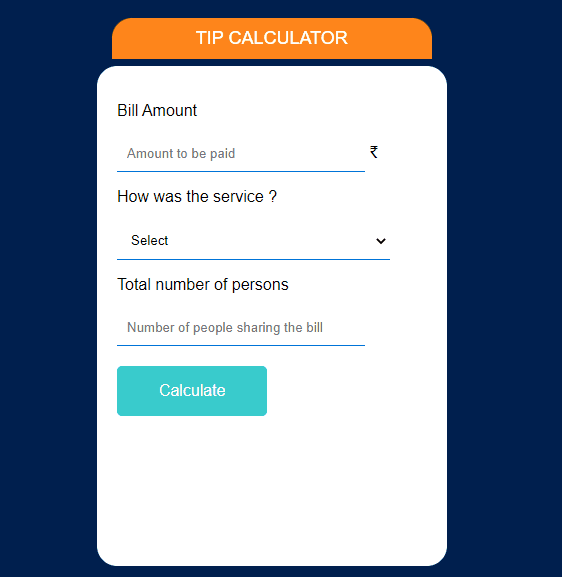 TIP CALCULATOR
Bill Amount
Amount to be paid ₹
How was the service ?
Select
Total number of persons
Number of people sharing the bill
Calculate